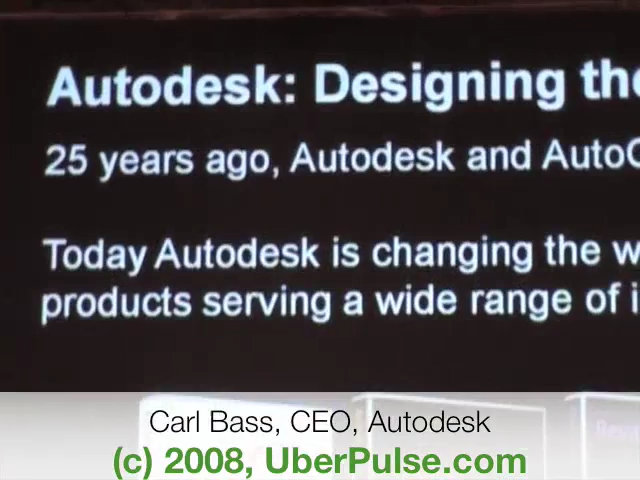 Autodesk: Designing the
25 years ago, Autodesk and Auto
Today Autodesk is changing the
products serving a wide range of
Carl Bass, CEO, Autodesk
(c) 2008, UberPulse.com